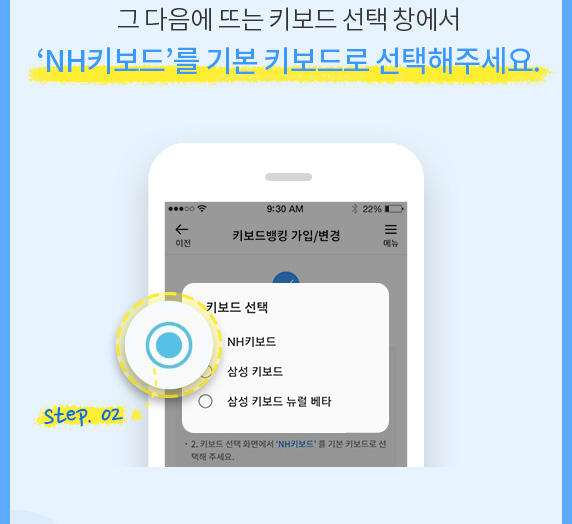 그 다음에 뜨는 키보드 선택 창에서
‘NH키보드’를 기본 키보드로 선택해주세요.
9:30 AM
22%
이전
키보드뱅킹 가입/변경
메뉴
키보드 선택
NH키보드
삼성 키보드
삼성 키보드 뉴럴 베타
step. 02
· 2. 키보드 선택 화면에서 ‘NH키보드’ 를 기본 키보드로 선
택해 주세요.